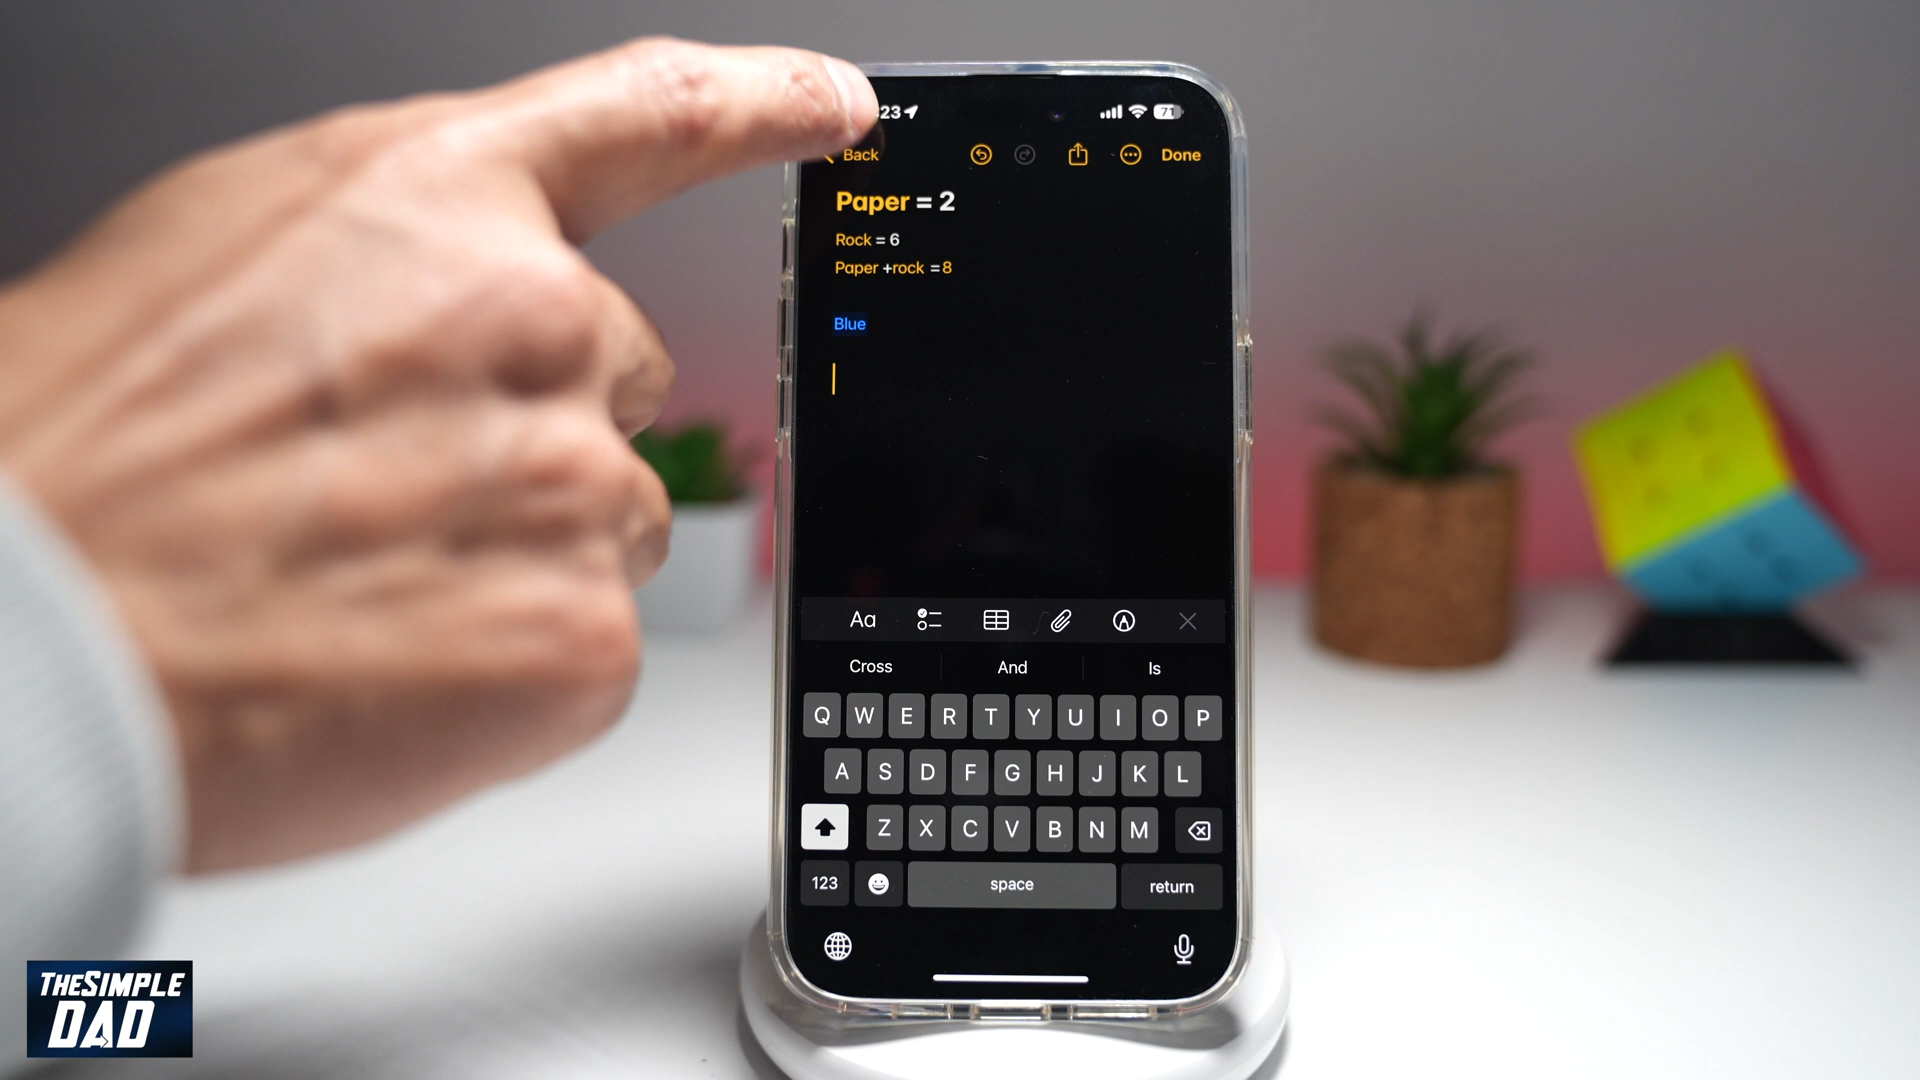 23
71
Back
Done
Paper = 2
Rock = 6
Paper +rock =8
Blue
Aa
Cross And Is
Q W E R T Y U I O P
A S D F G H J K L
Z X C V B N M
123 space return
THESIMPLE
DAD